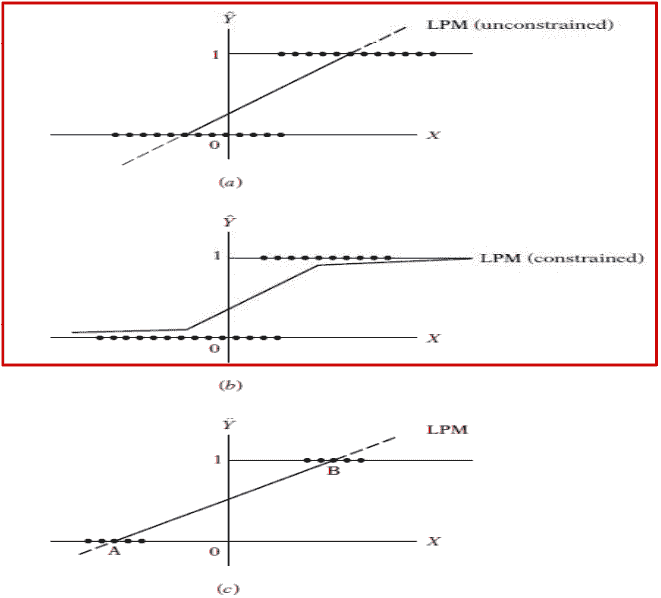 Ŷ
LPM (unconstrained)
1
X
0
(a)
Ŷ
1
LPM (constrained)
X
0
(b)
Ŷ
LPM
1
B
A
0
X
(c)